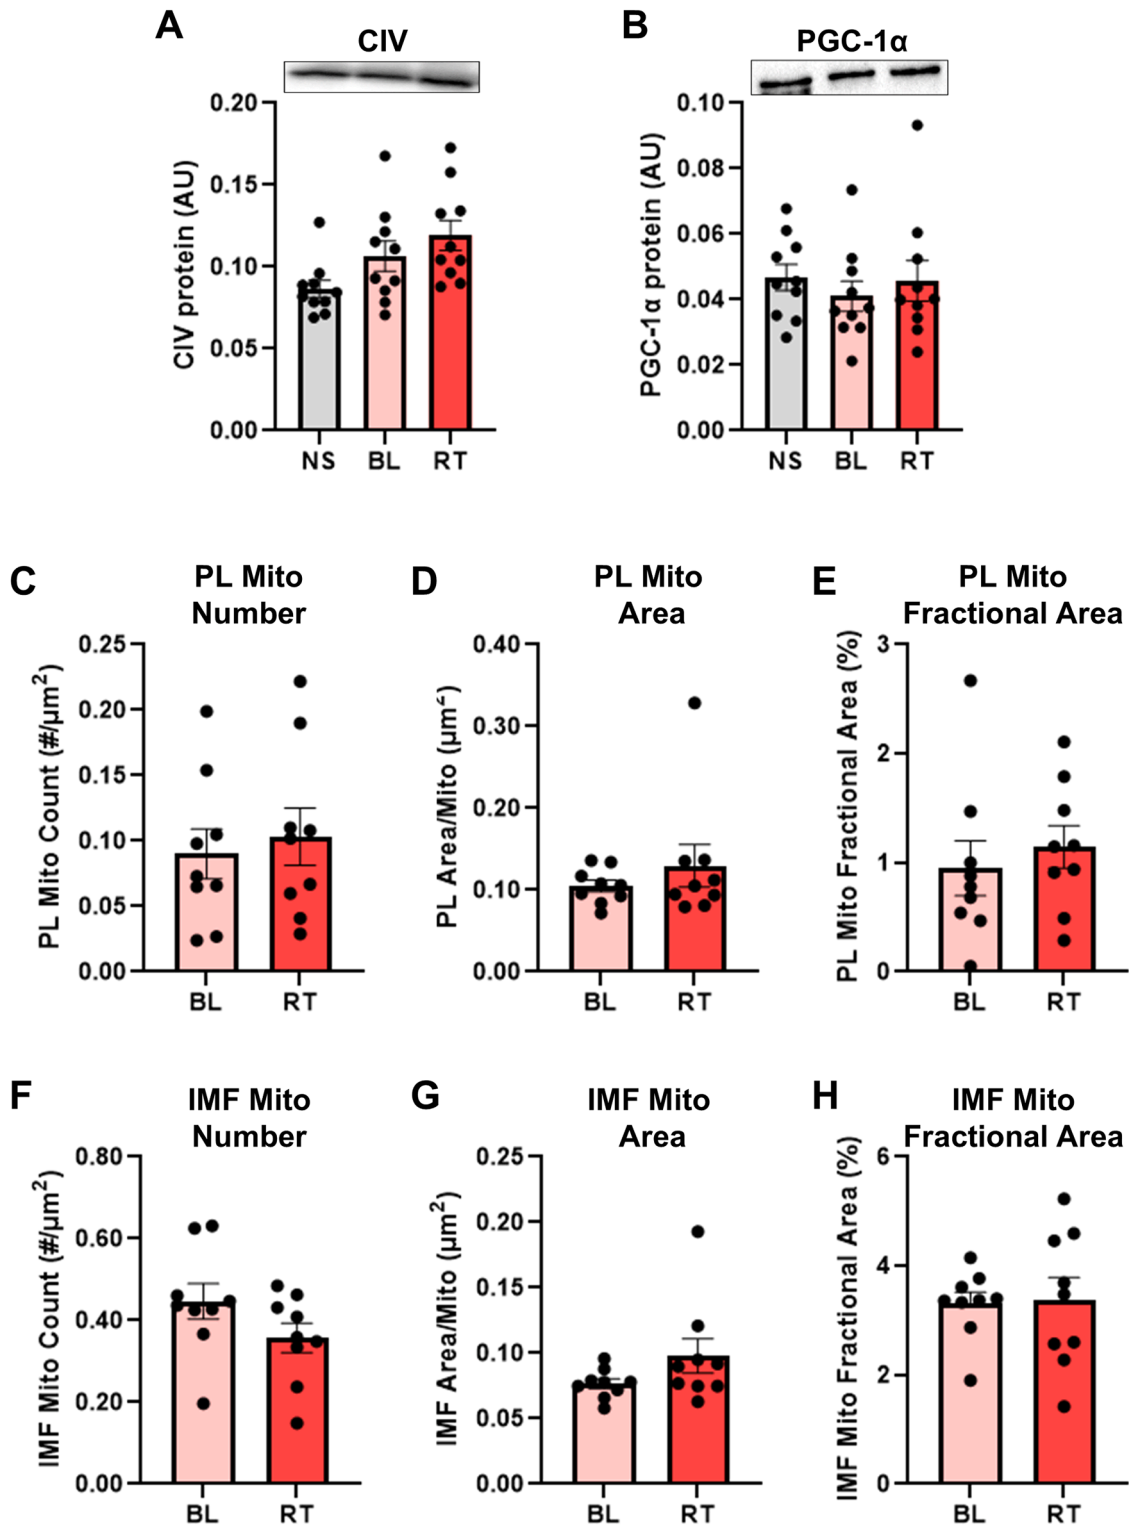 A
CIV
CIV protein (AU)
0.20
0.15
0.10
0.05
0.00
NS BL RT
B
PGC-1α
PGC-1α protein (AU)
0.10
0.08
0.06
0.04
0.02
0.00
NS BL RT
C
PL Mito
Number
PL Mito Count (#/μm²)
0.25
0.20
0.15
0.10
0.05
0.00
BL RT
D
PL Mito
Area
PL Area/Mito (μm²)
0.40
0.30
0.20
0.10
0.00
BL RT
E
PL Mito
Fractional Area
PL Mito Fractional Area (%)
3
2
1
0
BL RT
F
IMF Mito
Number
IMF Mito Count (#/μm²)
0.80
0.60
0.40
0.20
0.00
BL RT
G
IMF Mito
Area
IMF Area/Mito (μm²)
0.25
0.20
0.15
0.10
0.05
0.00
BL RT
H
IMF Mito
Fractional Area
IMF Mito Fractional Area (%)
6
4
2
0
BL RT